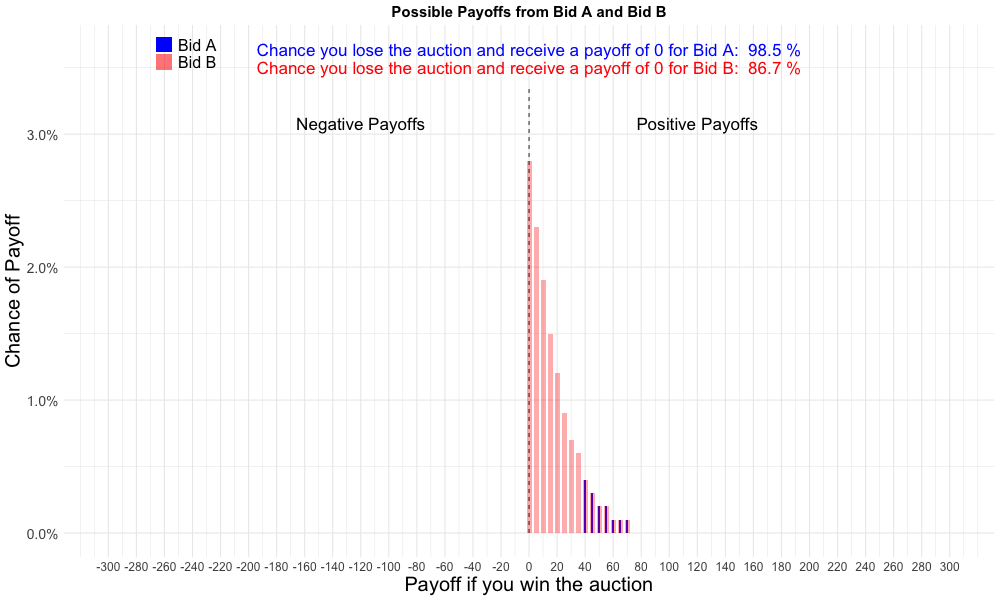 Possible Payoffs from Bid A and Bid B
Bid A
Chance you lose the auction and receive a payoff of 0 for Bid A: 98.5 %
Bid B
Chance you lose the auction and receive a payoff of 0 for Bid B: 86.7 %
Negative Payoffs
Positive Payoffs
3.0%
2.0%
1.0%
0.0%
Chance of Payoff
-300 -280 -260 -240 -220 -200 -180 -160 -140 -120 -100 -80 -60 -40 -20 0 20 40 60 80 100 120 140 160 180 200 220 240 260 280 300
Payoff if you win the auction